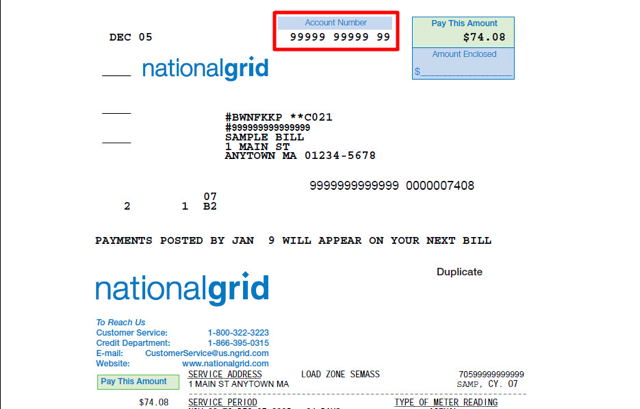 Account Number
Pay This Amount
DEC 05
99999 99999 99
$74.08
Amount Enclosed
nationalgrid
$
#BWNFKKP **C021
#999999999999999
SAMPLE BILL
1 MAIN ST
ANYTOWN MA 01234-5678
9999999999999 0000007408
07
2 1 B2
PAYMENTS POSTED BY JAN 9 WILL APPEAR ON YOUR NEXT BILL
Duplicate
nationalgrid
To Reach Us
Customer Service: 1-800-322-3223
Credit Department: 1-866-395-0315
E-mail: CustomerService@us.ngrid.com
Website: www.nationalgrid.com
SERVICE ADDRESS LOAD ZONE SEMASS 70599999999999
Pay This Amount 1 MAIN ST ANYTOWN MA SAMP, CY. 07
$74.08 SERVICE PERIOD TYPE OF METER READING